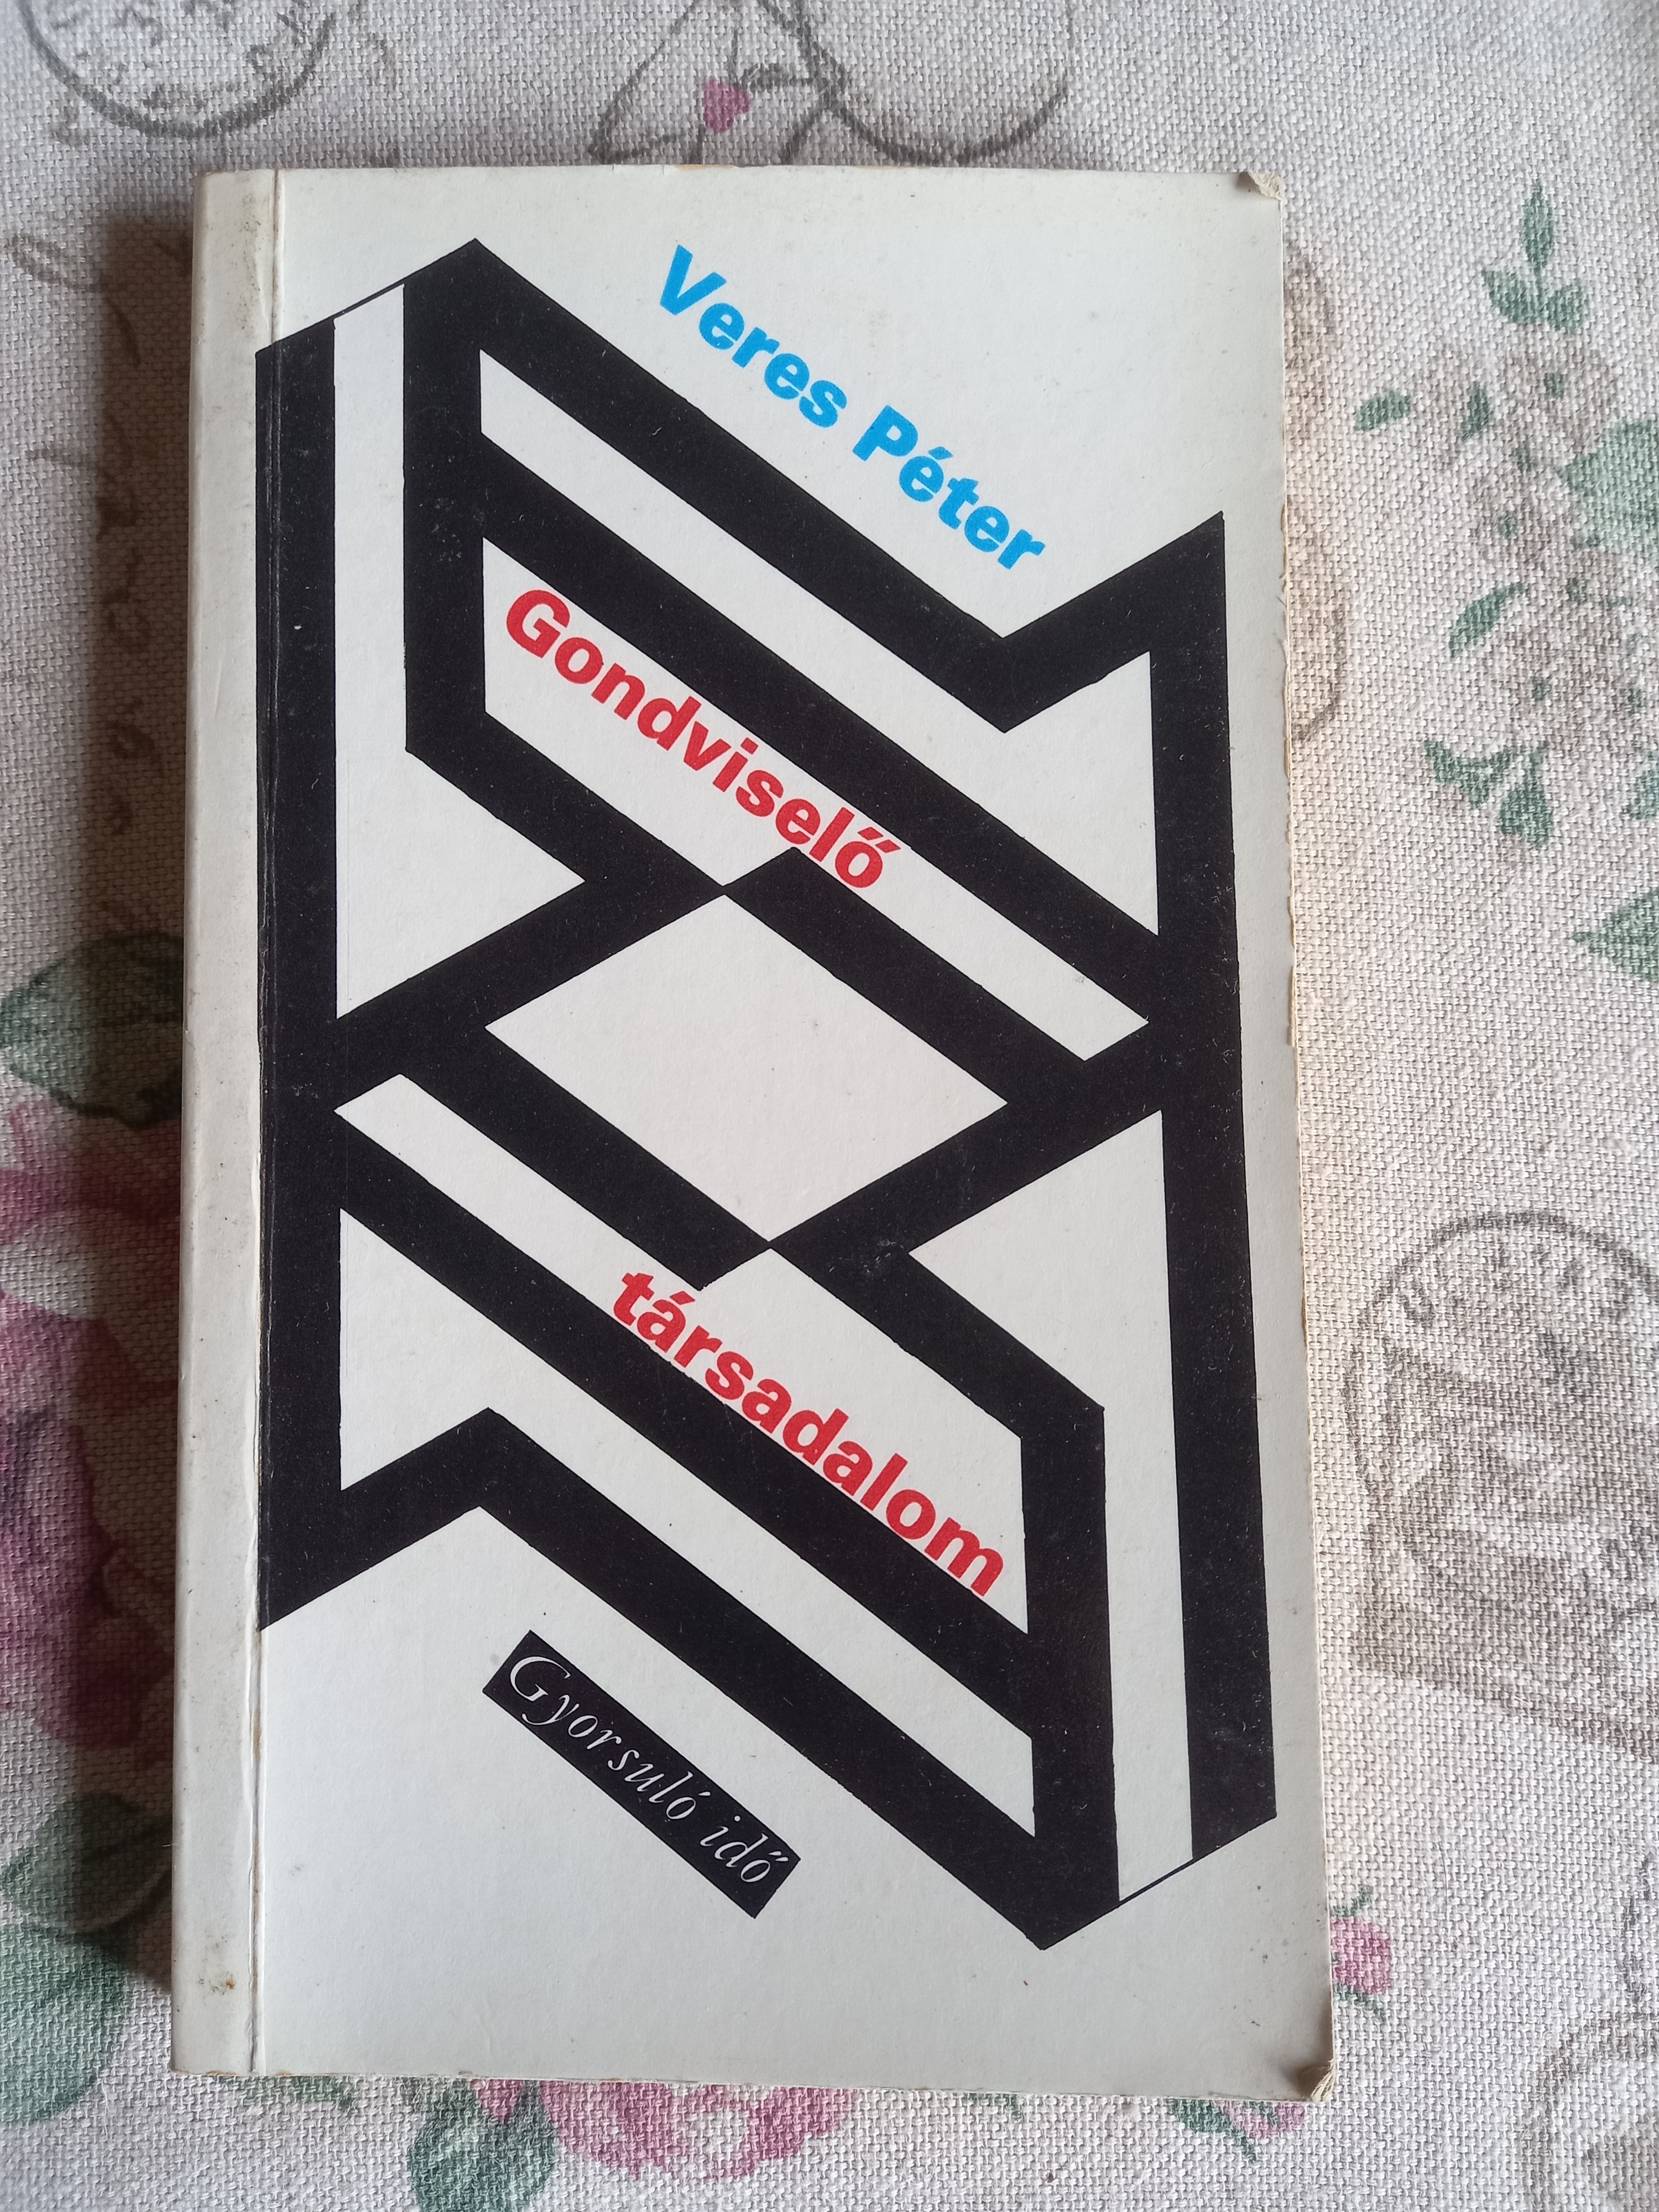 Veres Péter
Gondviselő
társadalom
Gyorsuló idő